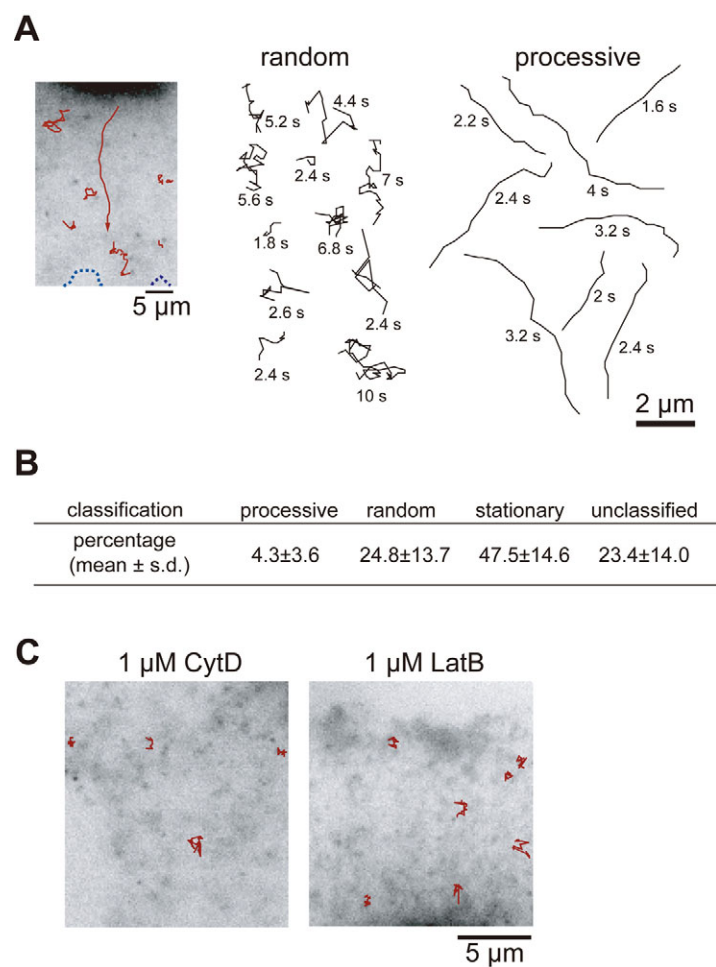 A
random
processive
5.2 s
4.4 s
5.6 s
2.4 s
7 s
1.8 s
6.8 s
2.6 s
2.4 s
2.4 s
10 s
2.2 s
1.6 s
2.4 s
4 s
3.2 s
3.2 s
2 s
2.4 s
5 µm
2 µm
B
classification processive random stationary unclassified
percentage
(mean ± s.d.) 4.3±3.6 24.8±13.7 47.5±14.6 23.4±14.0
C
1 µM CytD 1 µM LatB
5 µm